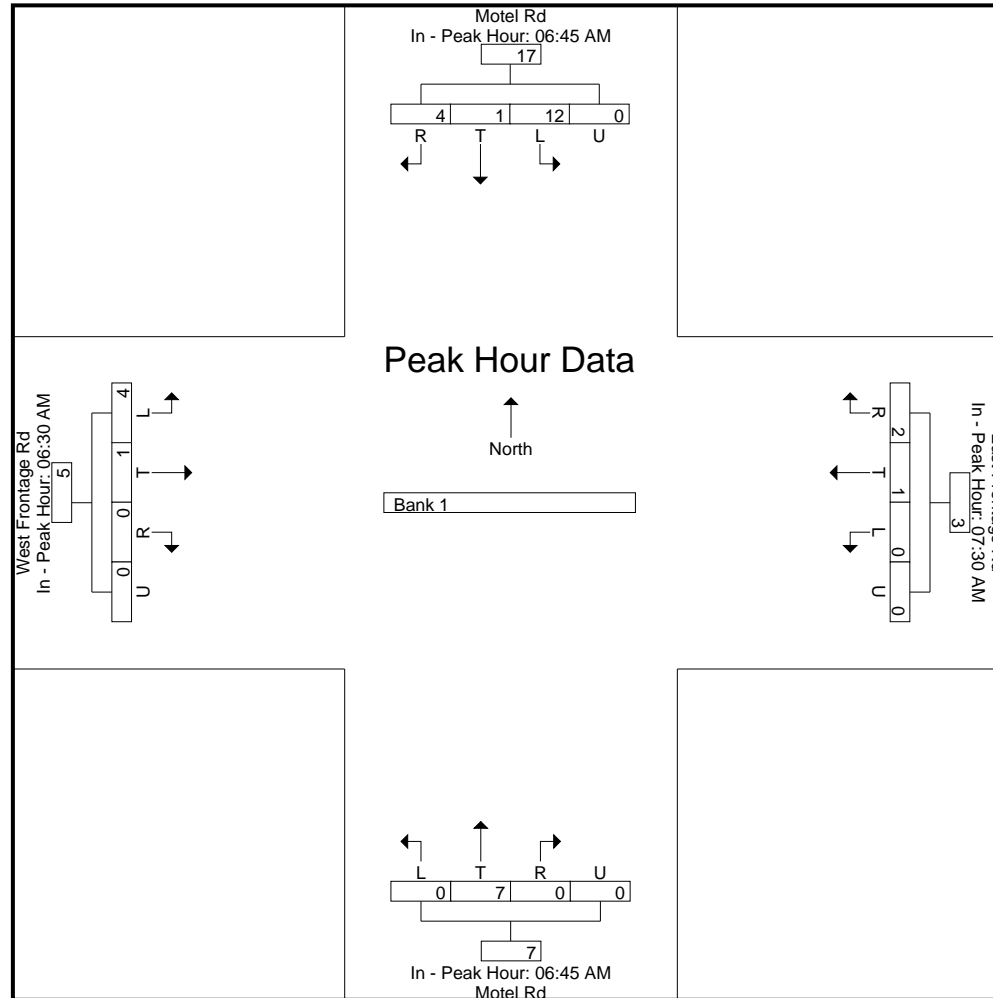 Motel Rd
In - Peak Hour: 06:45 AM
17
4 1 12 0
R T L U
Peak Hour Data
North
Bank 1
West Frontage Rd
In - Peak Hour: 06:30 AM
5
4 1 0 0
L T R U
In - Peak Hour: 07:30 AM
3
2 1 0 0
R T L U
L T R U
0 7 0 0
7
In - Peak Hour: 06:45 AM
Motel Rd